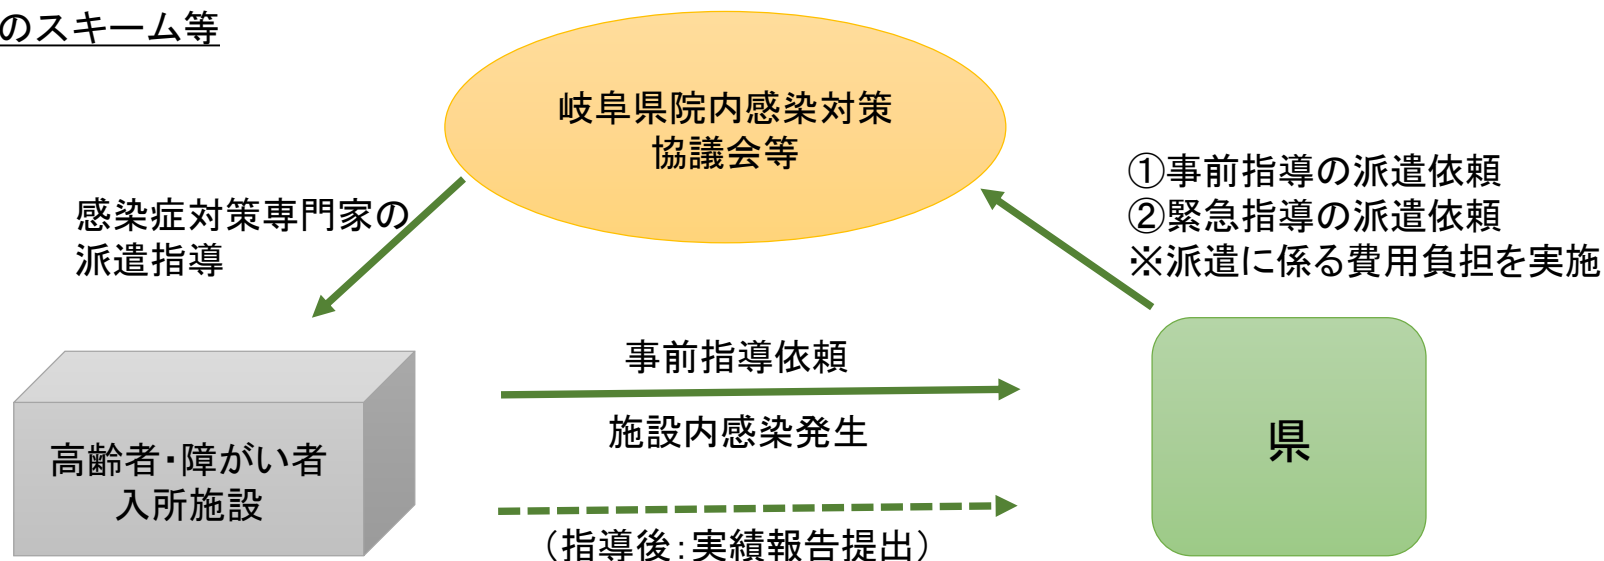 のスキーム等
岐阜県院内感染対策
協議会等
感染症対策専門家の
派遣指導
①事前指導の派遣依頼
②緊急指導の派遣依頼
※派遣に係る費用負担を実施
事前指導依頼
施設内感染発生
高齢者・障がい者
入所施設
県
（指導後：実績報告提出）